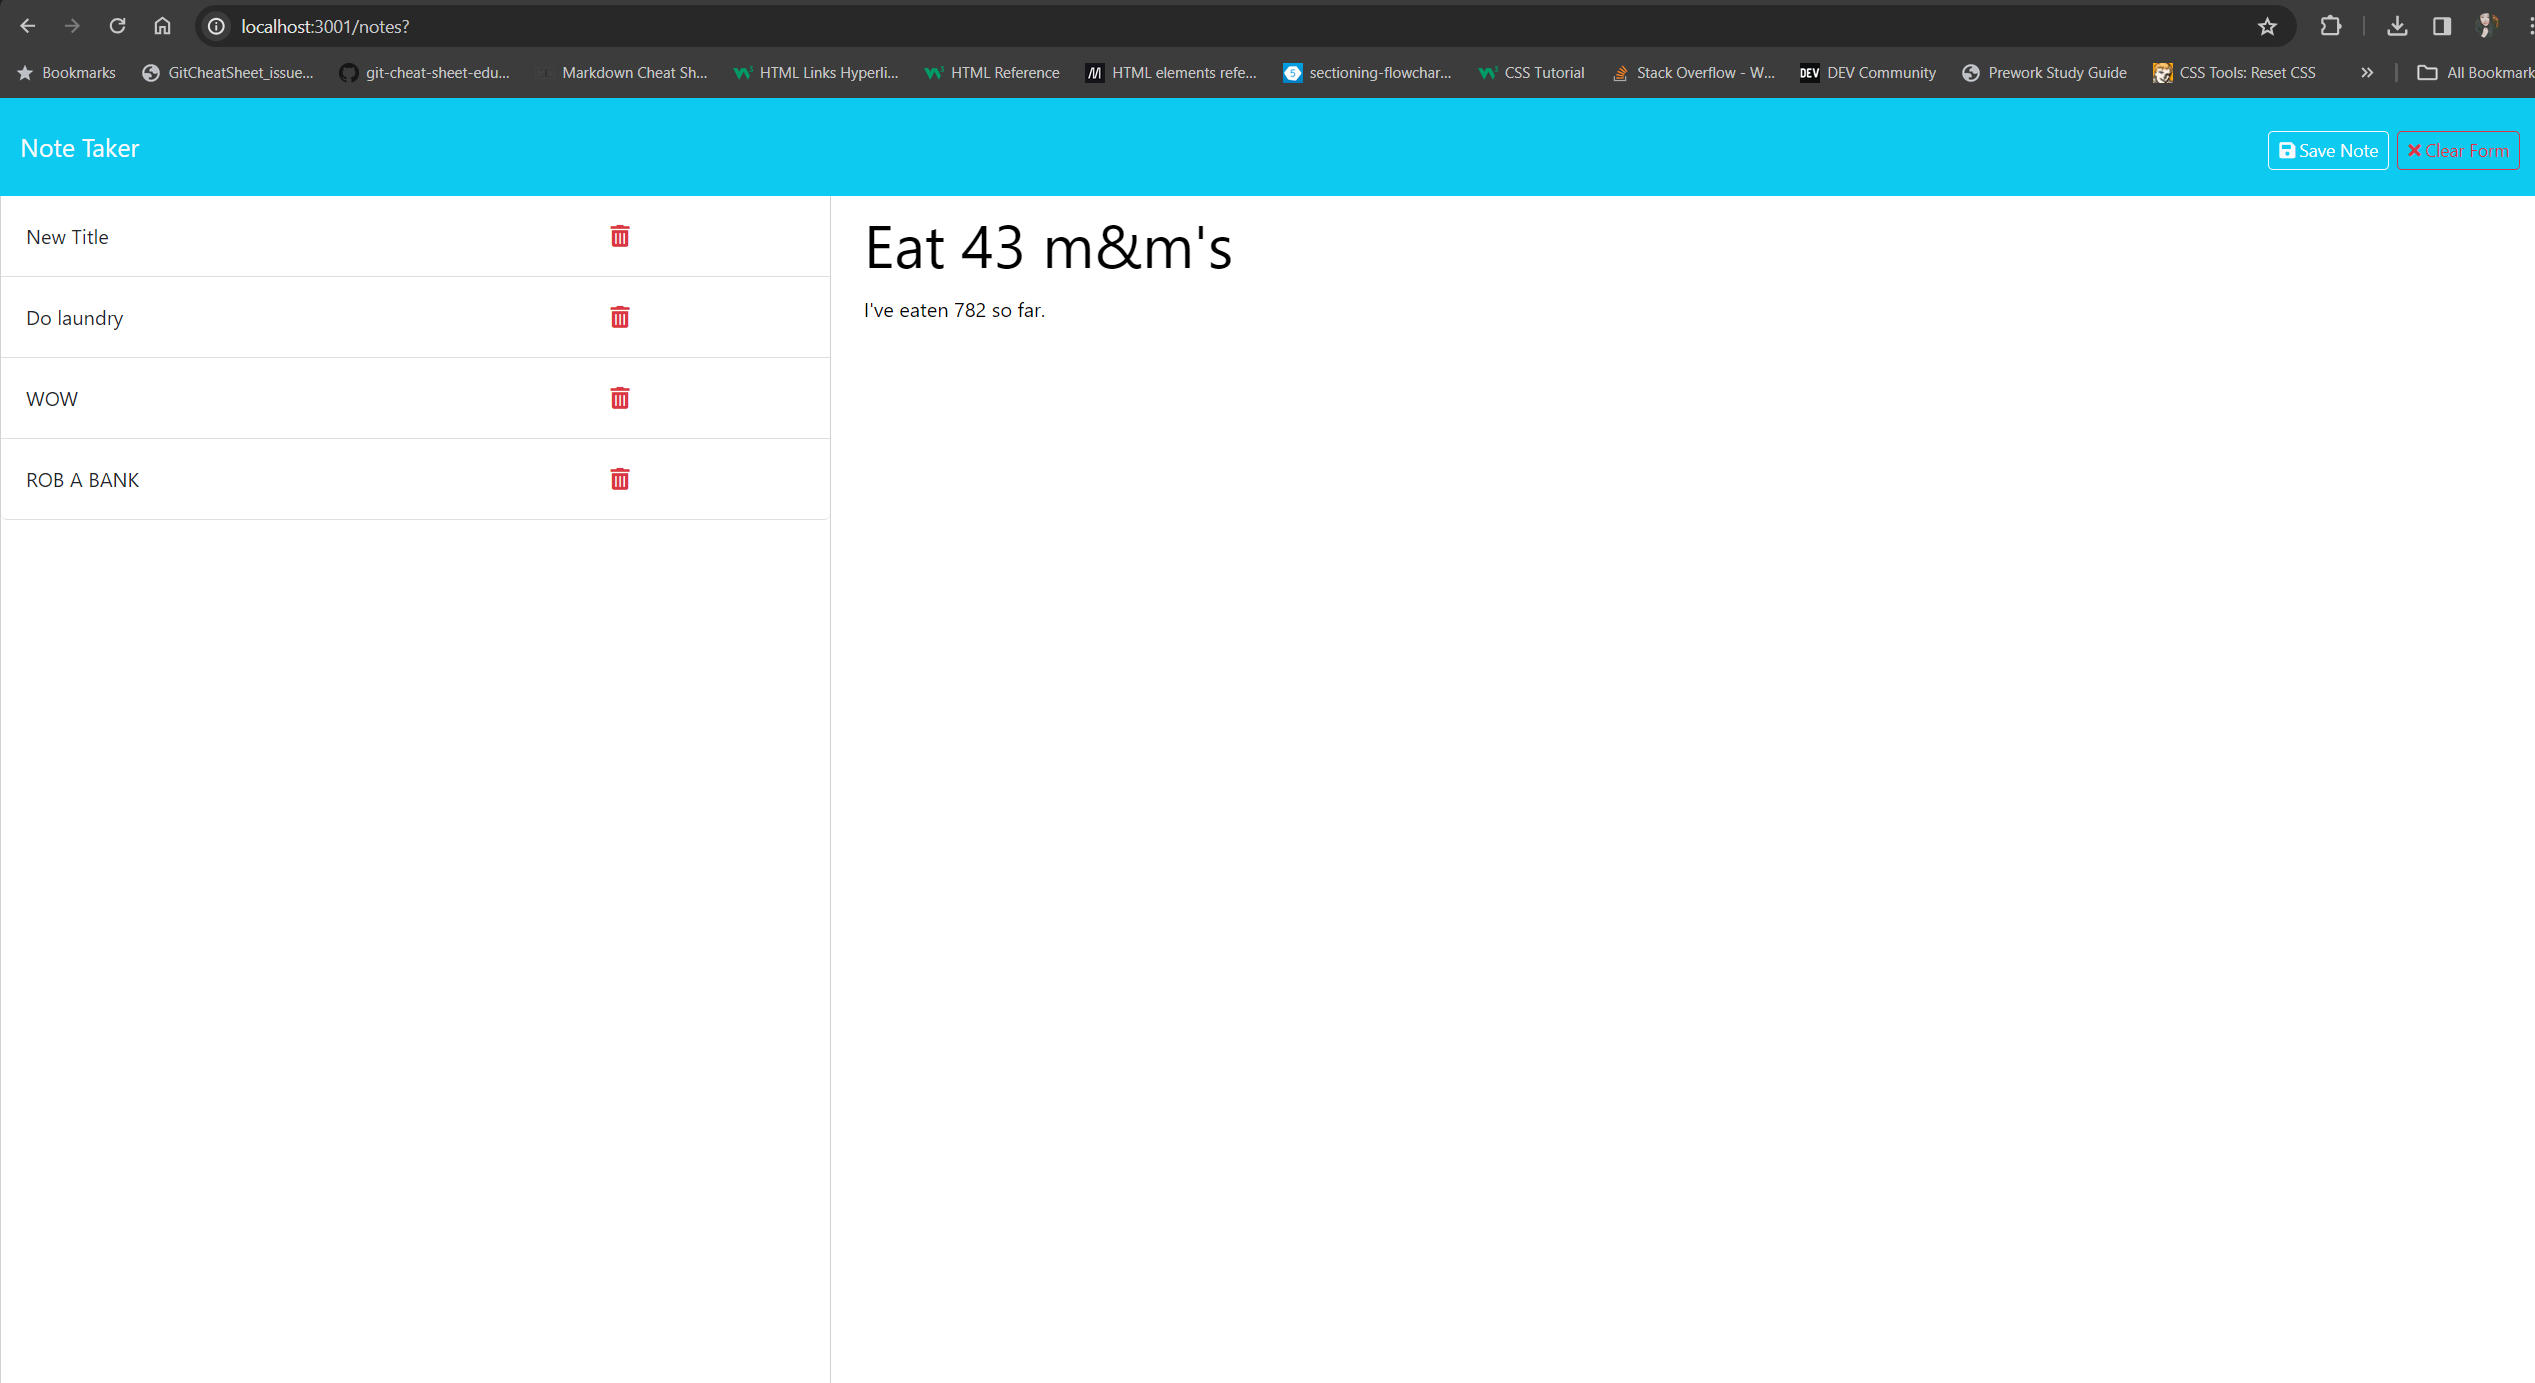 localhost:3001/notes?
Bookmarks GitCheatSheet_issue... git-cheat-sheet-edu... Markdown Cheat Sh... HTML Links Hyperli... HTML Reference HTML elements refe... sectioning-flowchar... CSS Tutorial Stack Overflow - W... DEV DEV Community Prework Study Guide CSS Tools: Reset CSS » All Bookmark
Note Taker
Save Note Clear Form
New Title
Do laundry
WOW
ROB A BANK
Eat 43 m&m's
I've eaten 782 so far.